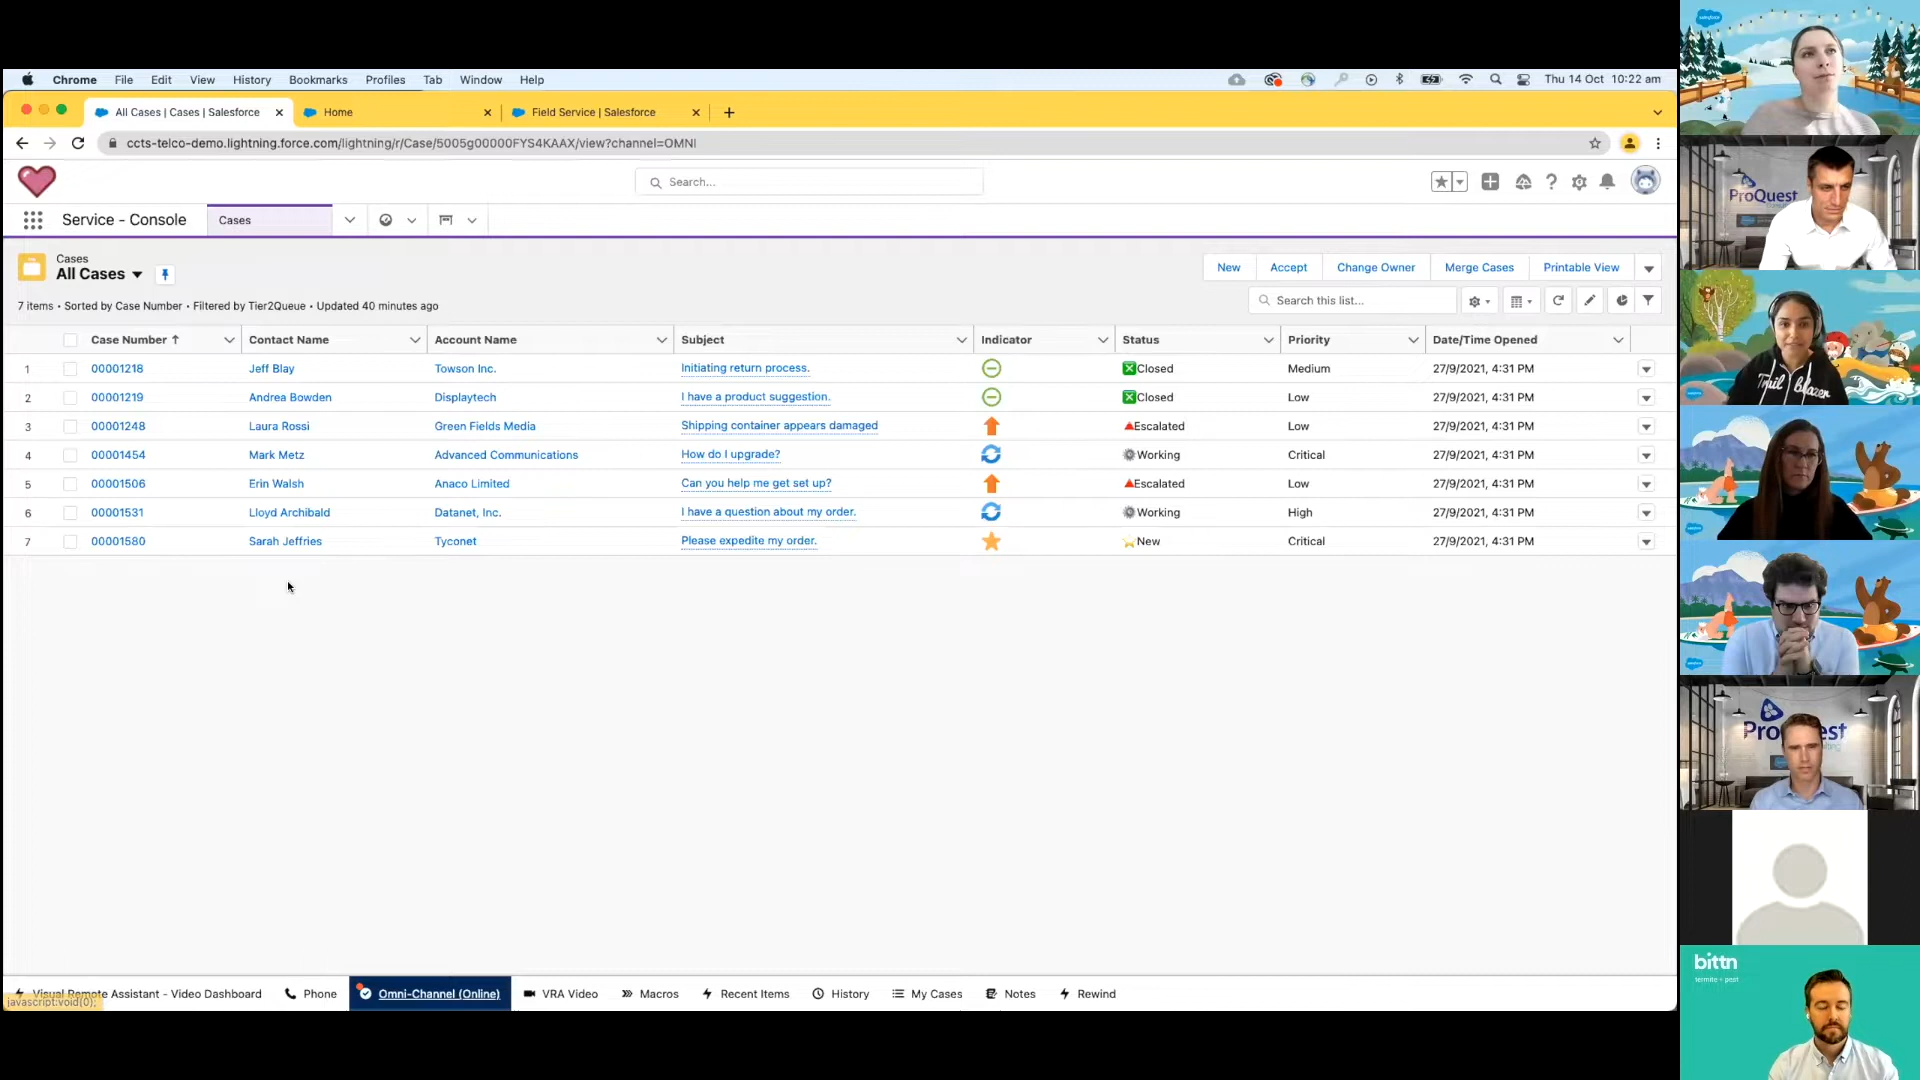 Chrome File Edit View History Bookmarks Profiles Tab Window Help Thu 14 Oct 10:22 am
All Cases | Cases | Salesforce Home Field Service | Salesforce
ccts-telco-demo.lightning.force.com/lightning/r/Case/5005g00000FYS4KAAX/view?channel=OMNI
Search...
Service - Console Cases
Cases
All Cases
New Accept Change Owner Merge Cases Printable View
7 items • Sorted by Case Number • Filtered by Tier2Queue • Updated 40 minutes ago
Search this list...
Case Number Contact Name Account Name Subject Indicator Status Priority Date/Time Opened
1 00001218 Jeff Blay Towson Inc. Initiating return process. Closed Medium 27/9/2021, 4:31 PM
2 00001219 Andrea Bowden Displaytech I have a product suggestion. Closed Low 27/9/2021, 4:31 PM
3 00001248 Laura Rossi Green Fields Media Shipping container appears damaged Escalated Low 27/9/2021, 4:31 PM
4 00001454 Mark Metz Advanced Communications How do I upgrade? Working Critical 27/9/2021, 4:31 PM
5 00001506 Erin Walsh Anaco Limited Can you help me get set up? Escalated Low 27/9/2021, 4:31 PM
6 00001531 Lloyd Archibald Datanet, Inc. I have a question about my order. Working High 27/9/2021, 4:31 PM
7 00001580 Sarah Jeffries Tyconet Please expedite my order. New Critical 27/9/2021, 4:31 PM
Visual Remote Assistant - Video Dashboard Phone Omni-Channel (Online) VRA Video Macros Recent Items History My Cases Notes Rewind
javascript:void(0);
salesforce
ProQuest
Trail blazer
bittn
termite + pest